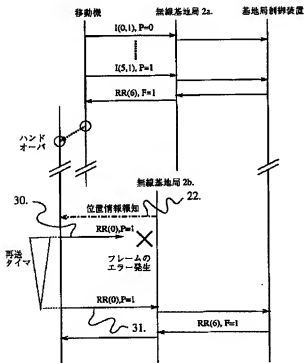 移動機
無線基地局 2a.
基地局制御装置
I(0,1), P=0
I(5,1), P=1
RR(6), F=1
ハンド
オーバ
無線基地局 2b.
30.
22.
位置情報報知
RR(0),P=1
再送
タイマ
フレームの
エラー発生
RR(0),P=1
31.
RR(6), F=1